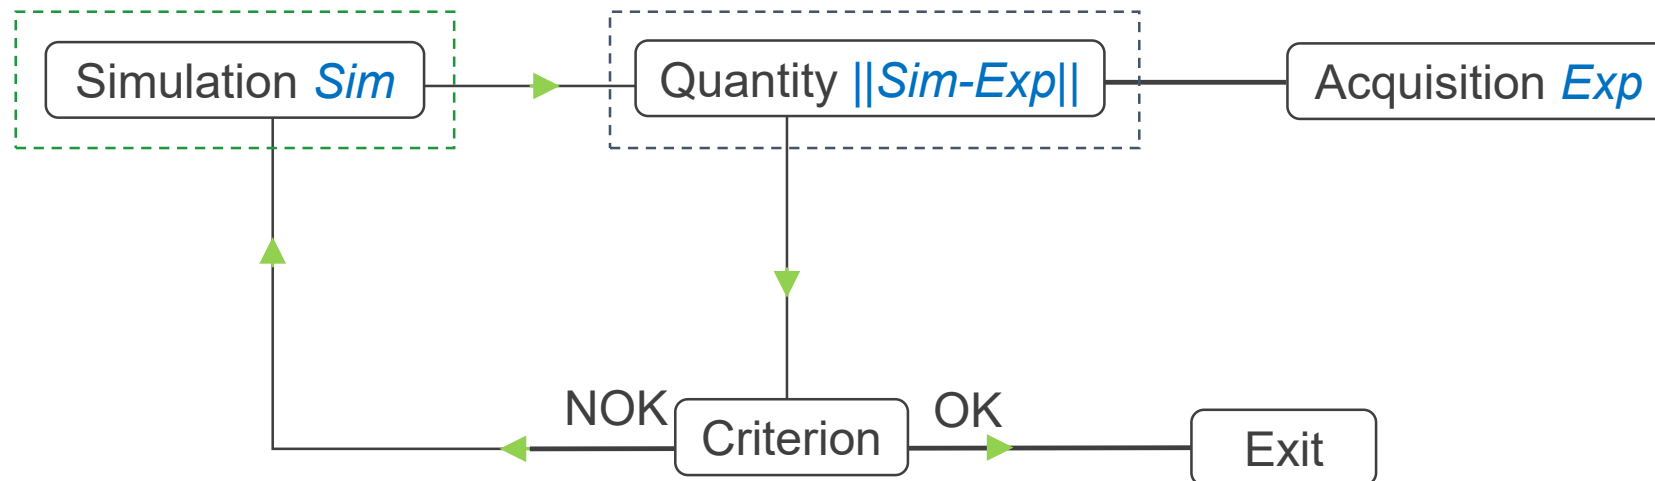 Simulation Sim
Quantity ||Sim-Exp||
Acquisition Exp
NOK
Criterion
OK
Exit